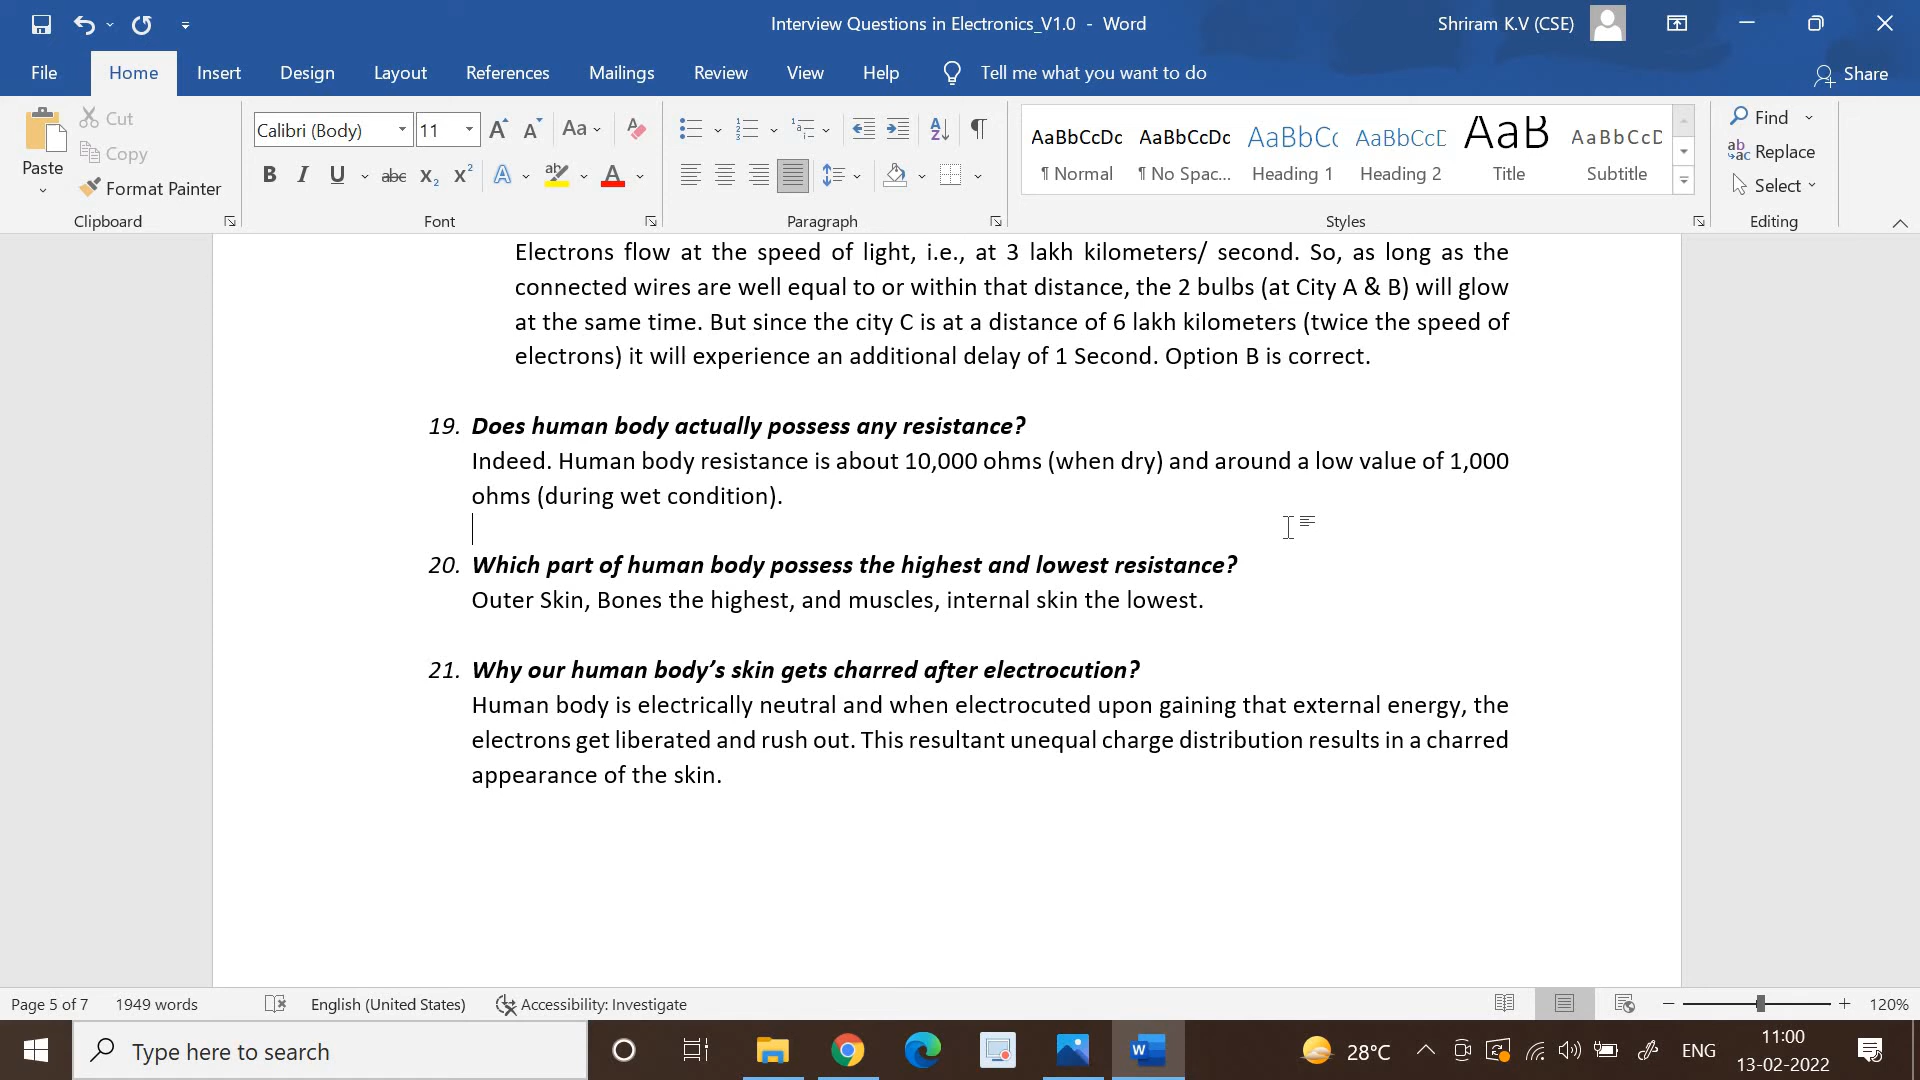 Interview Questions in Electronics_V1.0 - Word
Shriram K.V (CSE)
File
Home
Insert
Design
Layout
References
Mailings
Review
View
Help
Tell me what you want to do
Share
Paste
Cut
Copy
Format Painter
Clipboard
Calibri (Body)
11
Font
Paragraph
AaBbCcDc
¶ Normal
AaBbCcDc
¶ No Spac...
AaBbCc
Heading 1
AaBbCcD
Heading 2
AaB
Title
AaBbCcD
Subtitle
Styles
Find
Replace
Select
Editing
Electrons flow at the speed of light, i.e., at 3 lakh kilometers/ second. So, as long as the
connected wires are well equal to or within that distance, the 2 bulbs (at City A & B) will glow
at the same time. But since the city C is at a distance of 6 lakh kilometers (twice the speed of
electrons) it will experience an additional delay of 1 Second. Option B is correct.
19. Does human body actually possess any resistance?
Indeed. Human body resistance is about 10,000 ohms (when dry) and around a low value of 1,000
ohms (during wet condition).
20. Which part of human body possess the highest and lowest resistance?
Outer Skin, Bones the highest, and muscles, internal skin the lowest.
21. Why our human body’s skin gets charred after electrocution?
Human body is electrically neutral and when electrocuted upon gaining that external energy, the
electrons get liberated and rush out. This resultant unequal charge distribution results in a charred
appearance of the skin.
Page 5 of 7
1949 words
English (United States)
Accessibility: Investigate
120%
Type here to search
28°C
ENG
11:00
13-02-2022